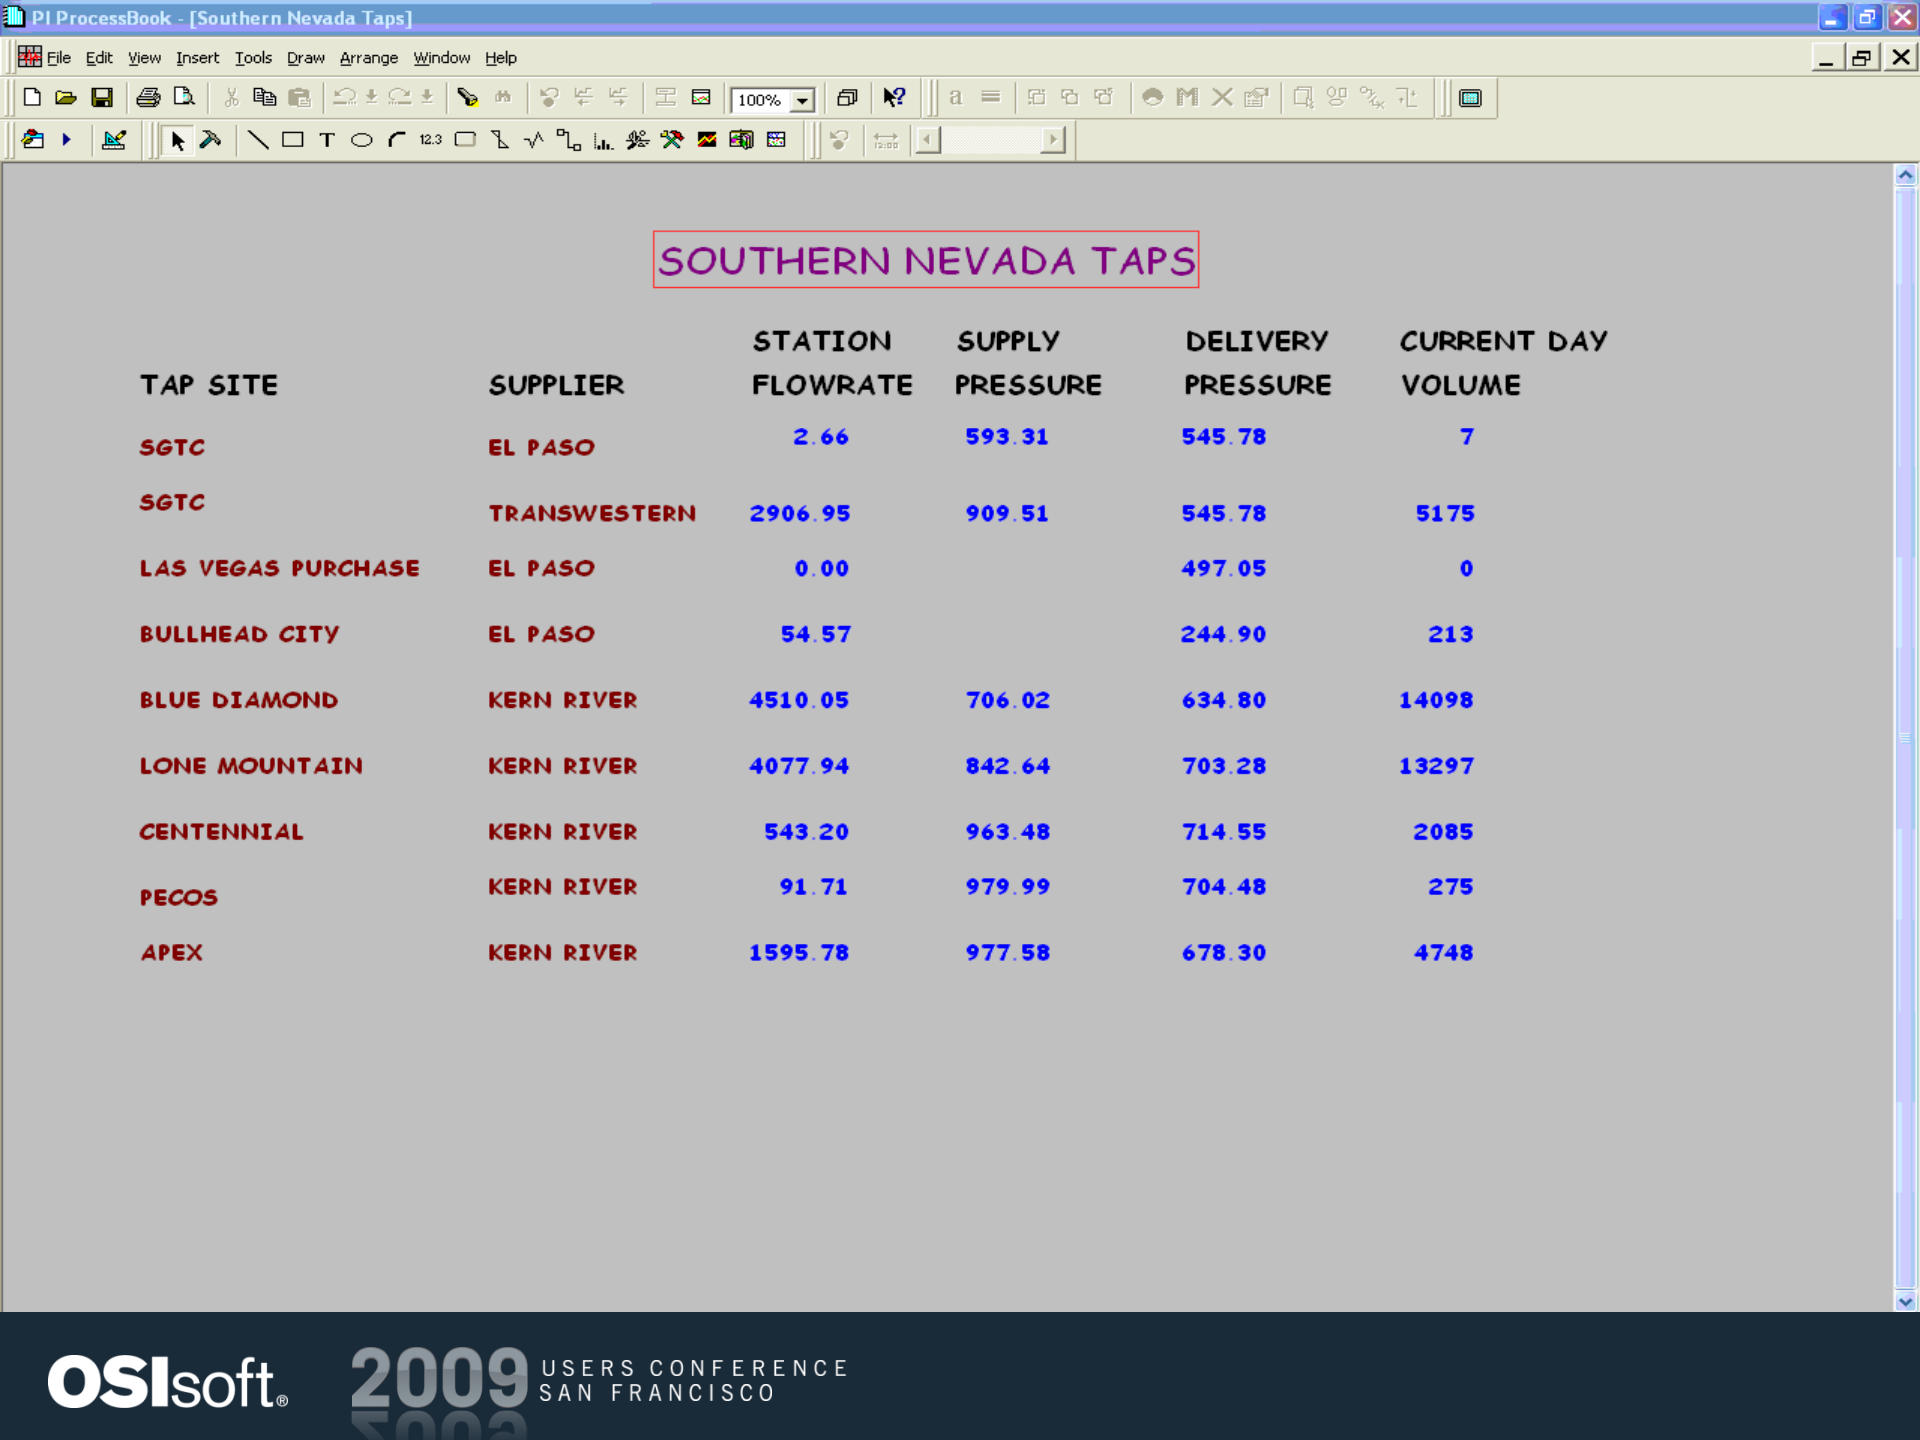 PI ProcessBook - [Southern Nevada Taps]
File Edit View Insert Tools Draw Arrange Window Help
100%
12.3
12:00
SOUTHERN NEVADA TAPS
STATION SUPPLY DELIVERY CURRENT DAY
TAP SITE SUPPLIER FLOWRATE PRESSURE PRESSURE VOLUME
SGTC EL PASO 2.66 593.31 545.78 7
SGTC TRANSWESTERN 2906.95 909.51 545.78 5175
LAS VEGAS PURCHASE EL PASO 0.00 497.05 0
BULLHEAD CITY EL PASO 54.57 244.90 213
BLUE DIAMOND KERN RIVER 4510.05 706.02 634.80 14098
LONE MOUNTAIN KERN RIVER 4077.94 842.64 703.28 13297
CENTENNIAL KERN RIVER 543.20 963.48 714.55 2085
PECOS KERN RIVER 91.71 979.99 704.48 275
APEX KERN RIVER 1595.78 977.58 678.30 4748
OSIsoft® 2009 USERS CONFERENCE
SAN FRANCISCO